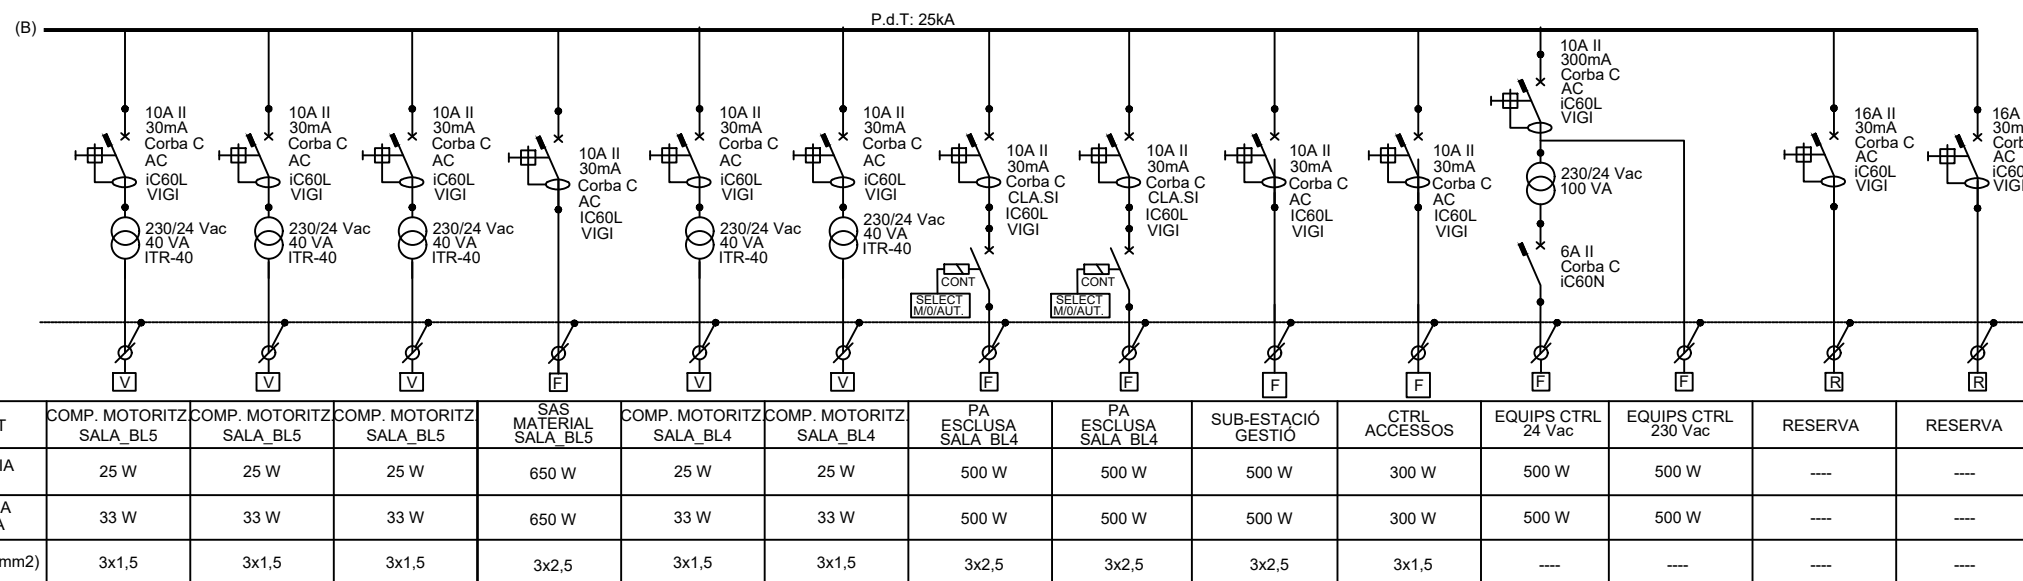 P.d.T: 25kA
(B)
10A II
30mA
Corba C
AC
iC60L
VIGI
230/24 Vac
40 VA
ITR-40
V
10A II
30mA
Corba C
AC
iC60L
VIGI
230/24 Vac
40 VA
ITR-40
V
10A II
30mA
Corba C
AC
iC60L
VIGI
230/24 Vac
40 VA
ITR-40
V
10A II
30mA
Corba C
AC
IC60L
VIGI
F
10A II
30mA
Corba C
AC
iC60L
VIGI
230/24 Vac
40 VA
ITR-40
V
10A II
30mA
Corba C
AC
iC60L
VIGI
230/24 Vac
40 VA
ITR-40
V
10A II
30mA
Corba C
CLA.SI
IC60L
VIGI
CONT
SELECT
M/0/AUT.
F
10A II
30mA
Corba C
CLA.SI
IC60L
VIGI
CONT
SELECT
M/0/AUT.
F
10A II
30mA
Corba C
AC
IC60L
VIGI
F
10A II
30mA
Corba C
AC
IC60L
VIGI
F
10A II
300mA
Corba C
AC
iC60L
VIGI
230/24 Vac
100 VA
6A II
Corba C
iC60N
F
F
16A II
30mA
Corba C
AC
iC60L
VIGI
R
16A
30m
Corb
AC
iC60
VIGI
R
T COMP. MOTORITZ. SALA_BL5 COMP. MOTORITZ. SALA_BL5 COMP. MOTORITZ. SALA_BL5 SAS MATERIAL SALA_BL5 COMP. MOTORITZ. SALA_BL4 COMP. MOTORITZ. SALA_BL4 PA ESCLUSA SALA_BL4 PA ESCLUSA SALA_BL4 SUB-ESTACIÓ GESTIÓ CTRL ACCESSOS EQUIPS CTRL 24 Vac EQUIPS CTRL 230 Vac RESERVA RESERVA
IA 25 W 25 W 25 W 650 W 25 W 25 W 500 W 500 W 500 W 300 W 500 W 500 W ---- ----
A A 33 W 33 W 33 W 650 W 33 W 33 W 500 W 500 W 500 W 300 W 500 W 500 W ---- ----
mm2) 3x1,5 3x1,5 3x1,5 3x2,5 3x1,5 3x1,5 3x2,5 3x2,5 3x2,5 3x1,5 ---- ---- ---- ----